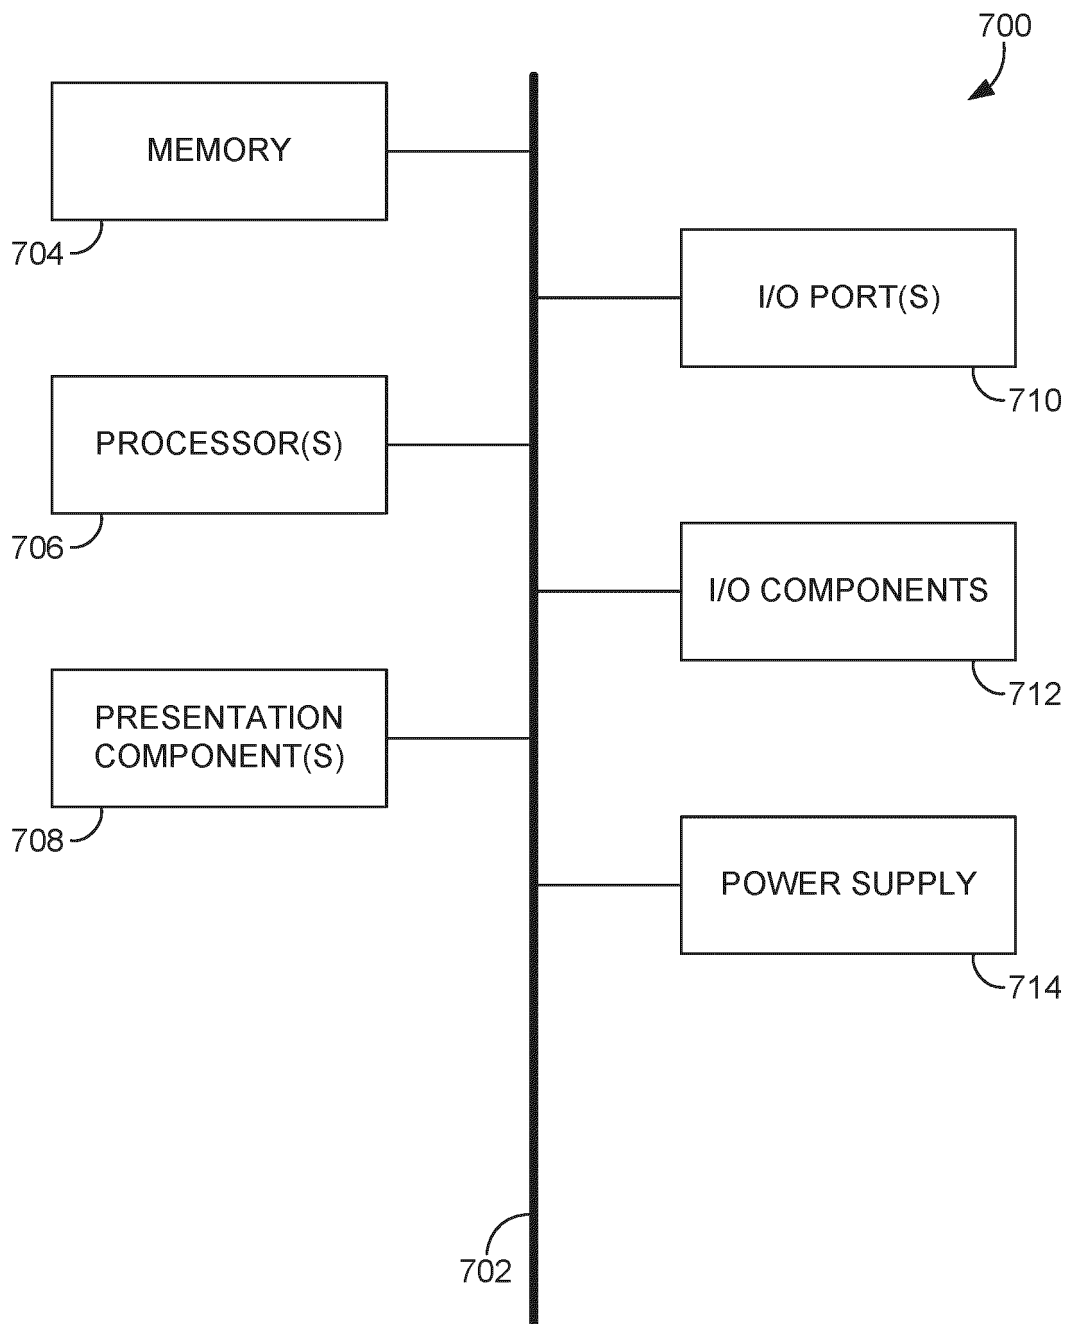 700
MEMORY
704
I/O PORT(S)
710
PROCESSOR(S)
706
I/O COMPONENTS
712
PRESENTATION
COMPONENT(S)
708
POWER SUPPLY
714
702